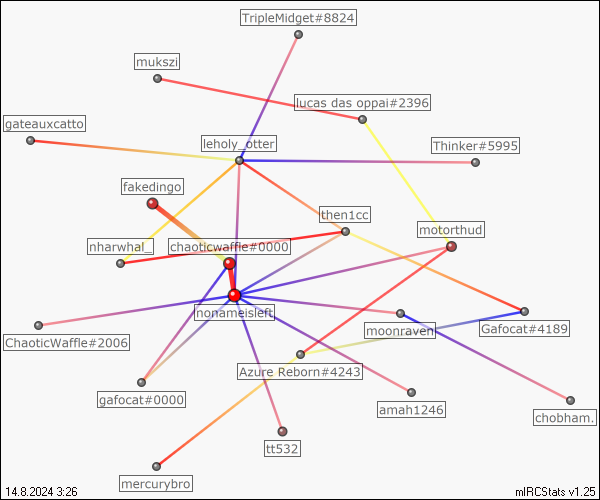 TripleMidget#8824
mukszi
lucas das oppai#2396
gateauxcatto
leholy_otter
Thinker#5995
fakedingo
then1cc
motorthud
nharwhal_
chaoticwaffle#0000
nonameisleft
ChaoticWaffle#2006
moonraven
Gafocat#4189
Azure Reborn#4243
gafocat#0000
amah1246
chobham.
tt532
mercurybro
14.8.2024 3:26
mIRCStats v1.25